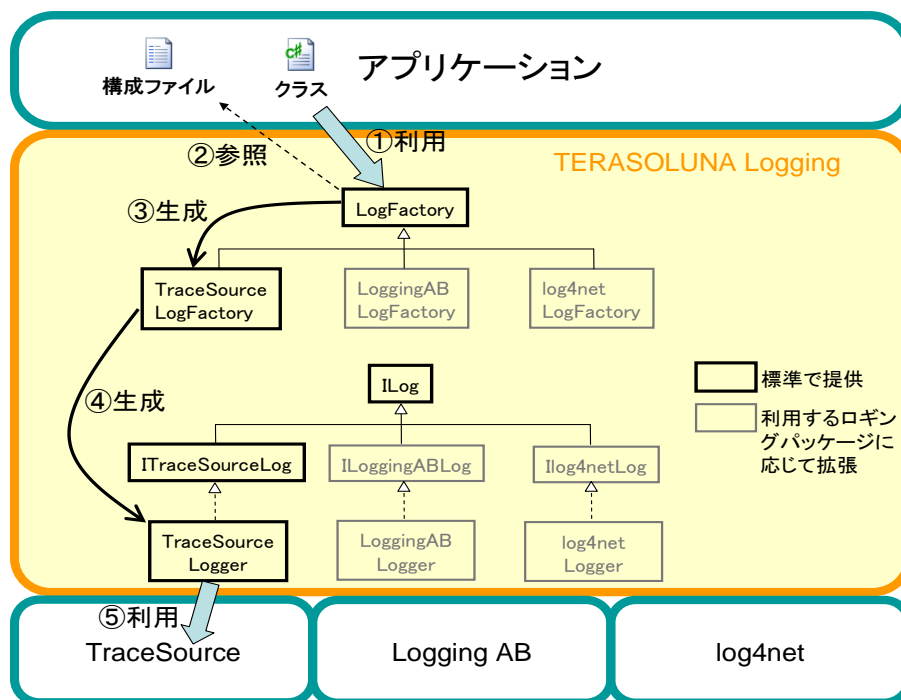 アプリケーション
C#
構成ファイル
クラス
①利用
②参照
TERASOLUNA Logging
③生成
LogFactory
TraceSource
LogFactory
LoggingAB
LogFactory
log4net
LogFactory
ILog
④生成
標準で提供
利用するロギン
グパッケージに
応じて拡張
ITraceSourceLog
ILoggingABLog
Ilog4netLog
TraceSource
Logger
LoggingAB
Logger
log4net
Logger
⑤利用
TraceSource
Logging AB
log4net